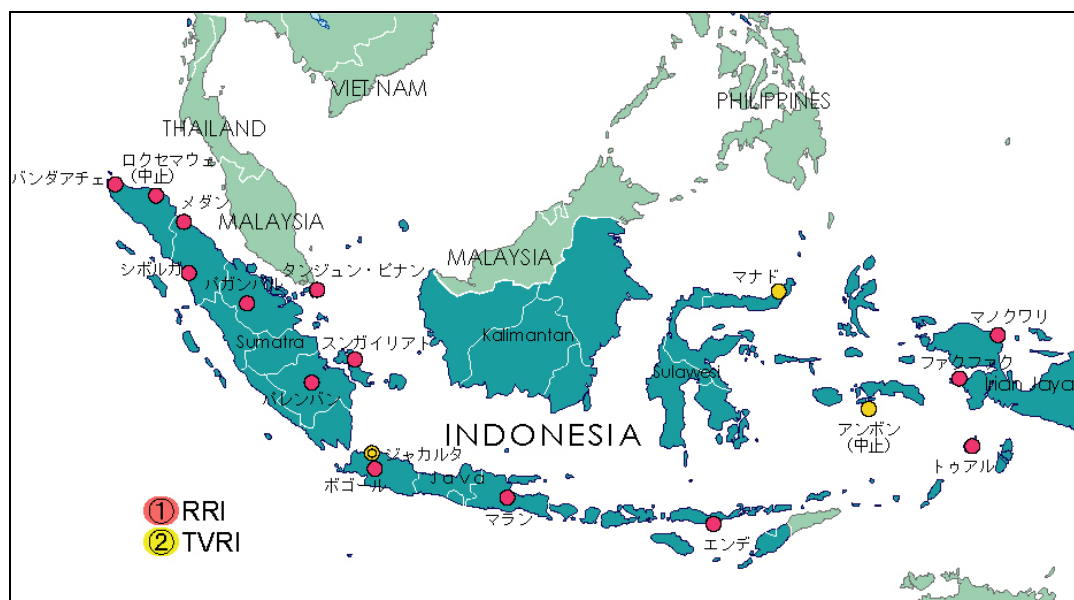 VIET-NAM
PHILIPPINES
THAILAND
ロクセマウェ
(中止)
バンダアチェ
メダン
MALAYSIA
MALAYSIA
シボルガ
タンジュン・ピナン
パガンバル
マナド
マノクワリ
Sumatra
スンガイリアト
Kalimantan
ファクファク
Sulawesi
Irian Jaya
パレンバン
INDONESIA
アンボン
(中止)
ジャカルタ
トゥアル
ボゴール
Java
マラン
エンデ
① RRI
② TVRI